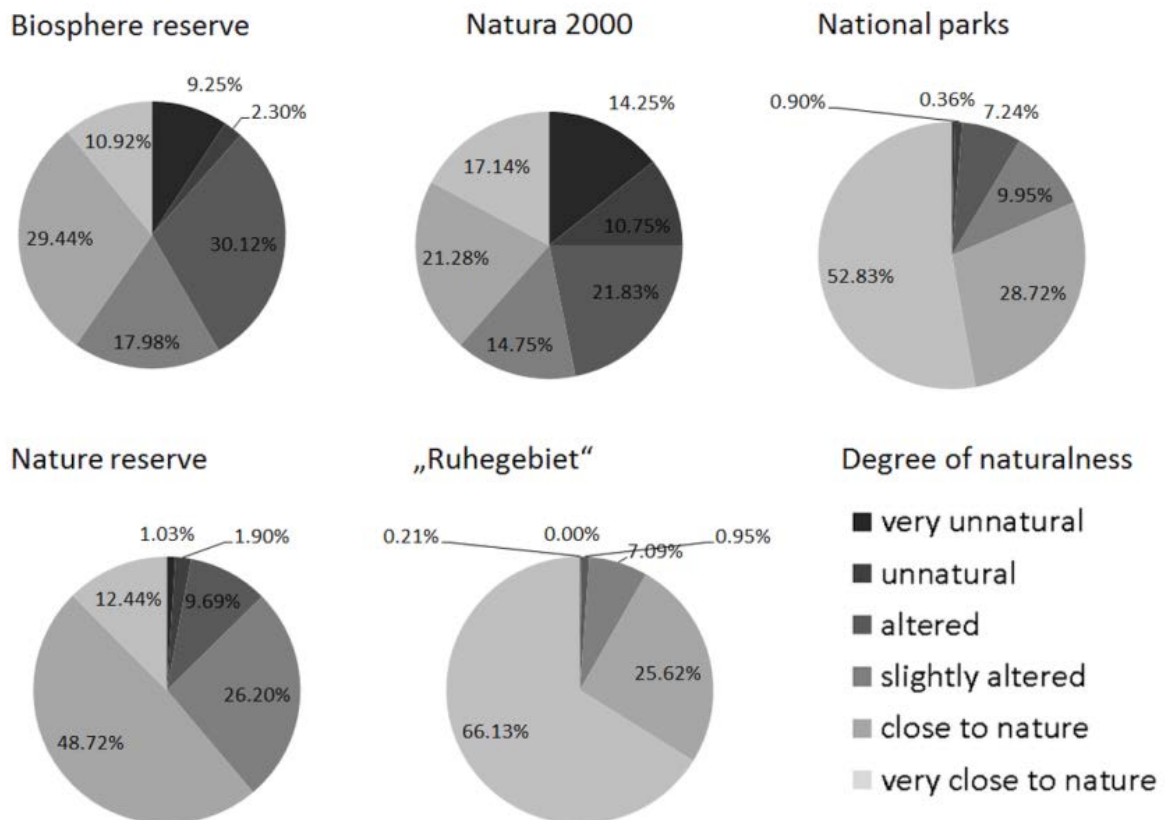 Biosphere reserve
9.25%
2.30%
10.92%
29.44%
30.12%
17.98%
Natura 2000
14.25%
17.14%
10.75%
21.28%
21.83%
14.75%
National parks
0.90%
0.36%
7.24%
9.95%
52.83%
28.72%
Nature reserve
1.03%
1.90%
12.44%
9.69%
26.20%
48.72%
„Ruhegebiet“
0.21%
0.00%
0.95%
7.09%
25.62%
66.13%
Degree of naturalness
very unnatural
unnatural
altered
slightly altered
close to nature
very close to nature